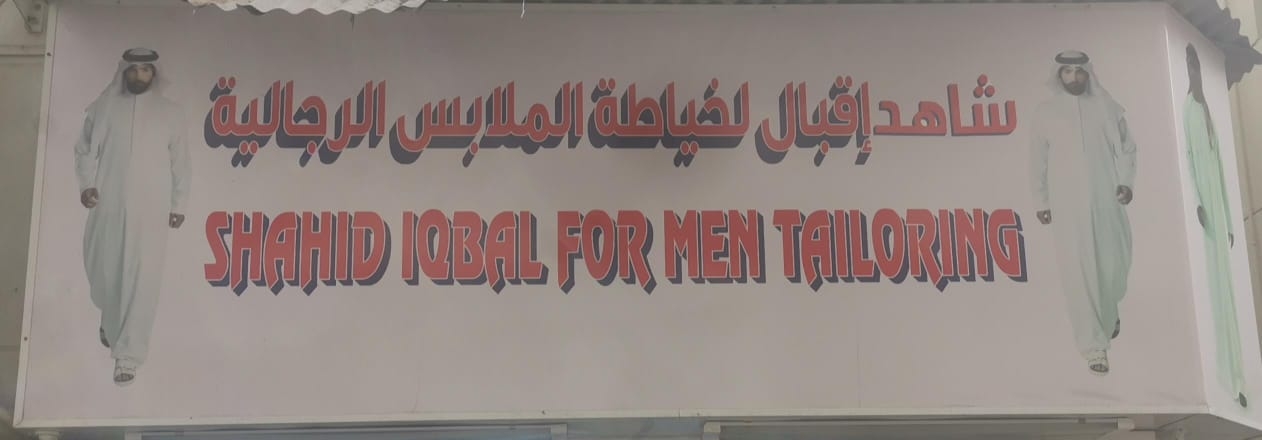 شاهد إقبال لخياطة الملابس الرجالية
SHAHID IQBAL FOR MEN TAILORING